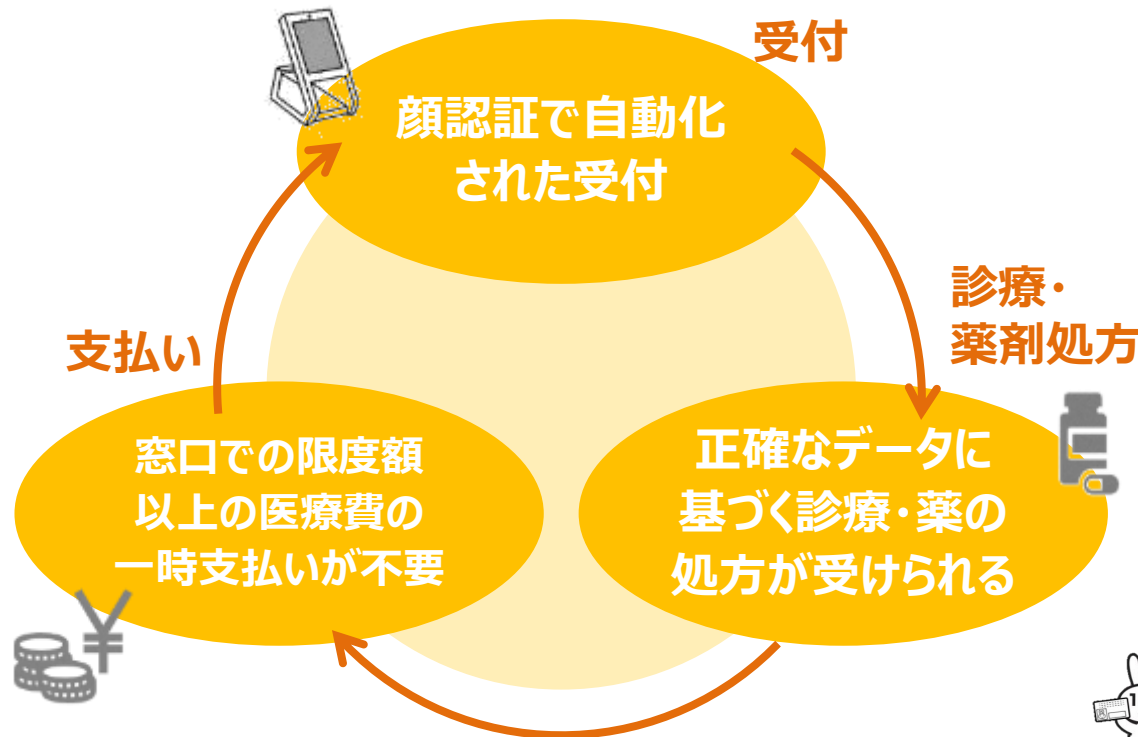 受付
顔認証で自動化
された受付
診療・
薬剤処方
支払い
正確なデータに
基づく診療・薬の
処方が受けられる
窓口での限度額
以上の医療費の
一時支払いが不要
¥
1